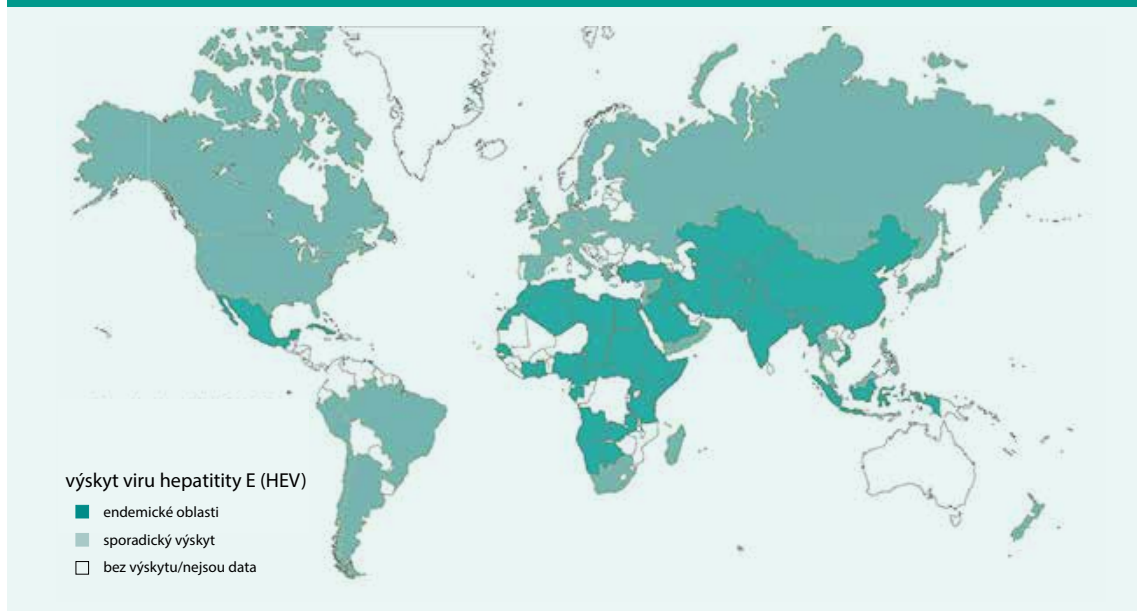 výskyt viru hepatitity E (HEV)
endemické oblasti
sporadický výskyt
bez výskytu/nejsou data